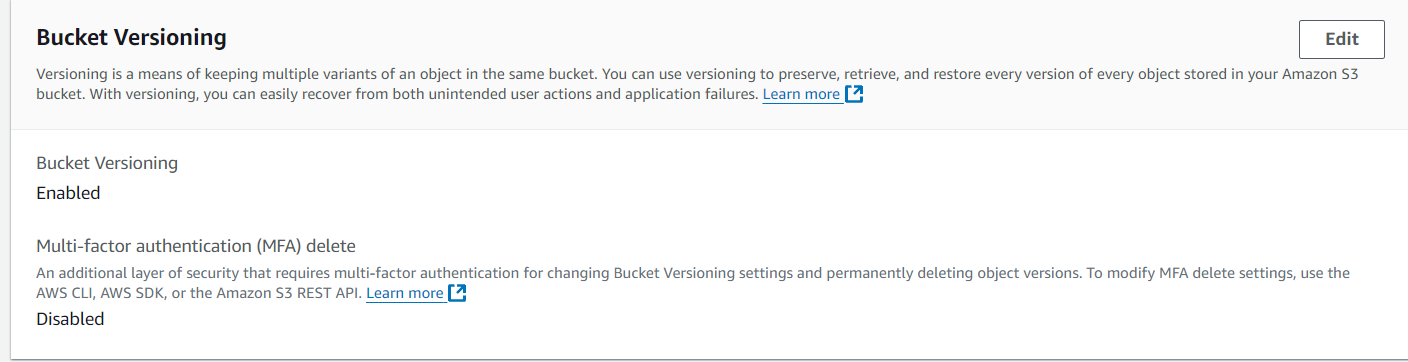 Bucket Versioning
Edit
Versioning is a means of keeping multiple variants of an object in the same bucket. You can use versioning to preserve, retrieve, and restore every version of every object stored in your Amazon S3
bucket. With versioning, you can easily recover from both unintended user actions and application failures. Learn more
Bucket Versioning
Enabled
Multi-factor authentication (MFA) delete
An additional layer of security that requires multi-factor authentication for changing Bucket Versioning settings and permanently deleting object versions. To modify MFA delete settings, use the
AWS CLI, AWS SDK, or the Amazon S3 REST API. Learn more
Disabled